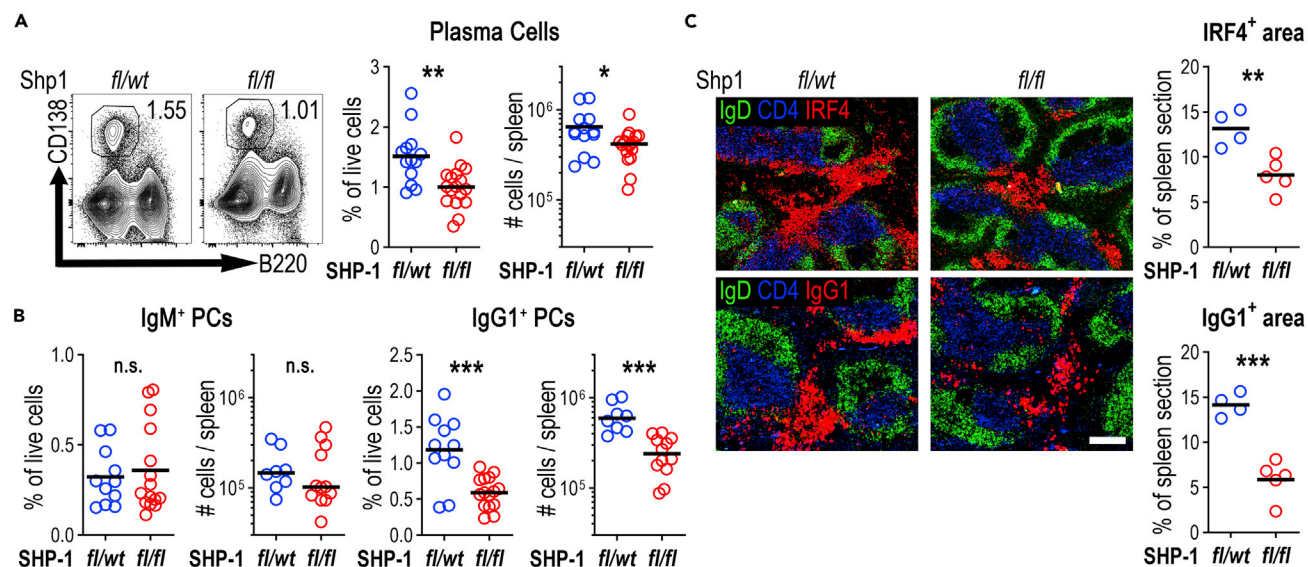 A
Plasma Cells
Shp1 fl/wt fl/fl
1.55
1.01
CD138
B220
3
2
1
0
% of live cells
**
SHP-1 fl/wt fl/fl
10⁶
10⁵
# cells / spleen
*
fl/wt fl/fl
B
IgM⁺ PCs
1.0
0.5
0.0
% of live cells
n.s.
SHP-1 fl/wt fl/fl
10⁶
10⁵
# cells / spleen
n.s.
fl/wt fl/fl
IgG1⁺ PCs
2.5
2.0
1.5
1.0
0.5
0.0
% of live cells
***
SHP-1 fl/wt fl/fl
10⁶
10⁵
# cells / spleen
***
fl/wt fl/fl
C
Shp1 fl/wt fl/fl
IgD CD4 IRF4
IgD CD4 IgG1
IRF4⁺ area
20
15
10
5
0
% of spleen section
**
SHP-1 fl/wt fl/fl
IgG1⁺ area
20
15
10
5
0
% of spleen section
***
SHP-1 fl/wt fl/fl